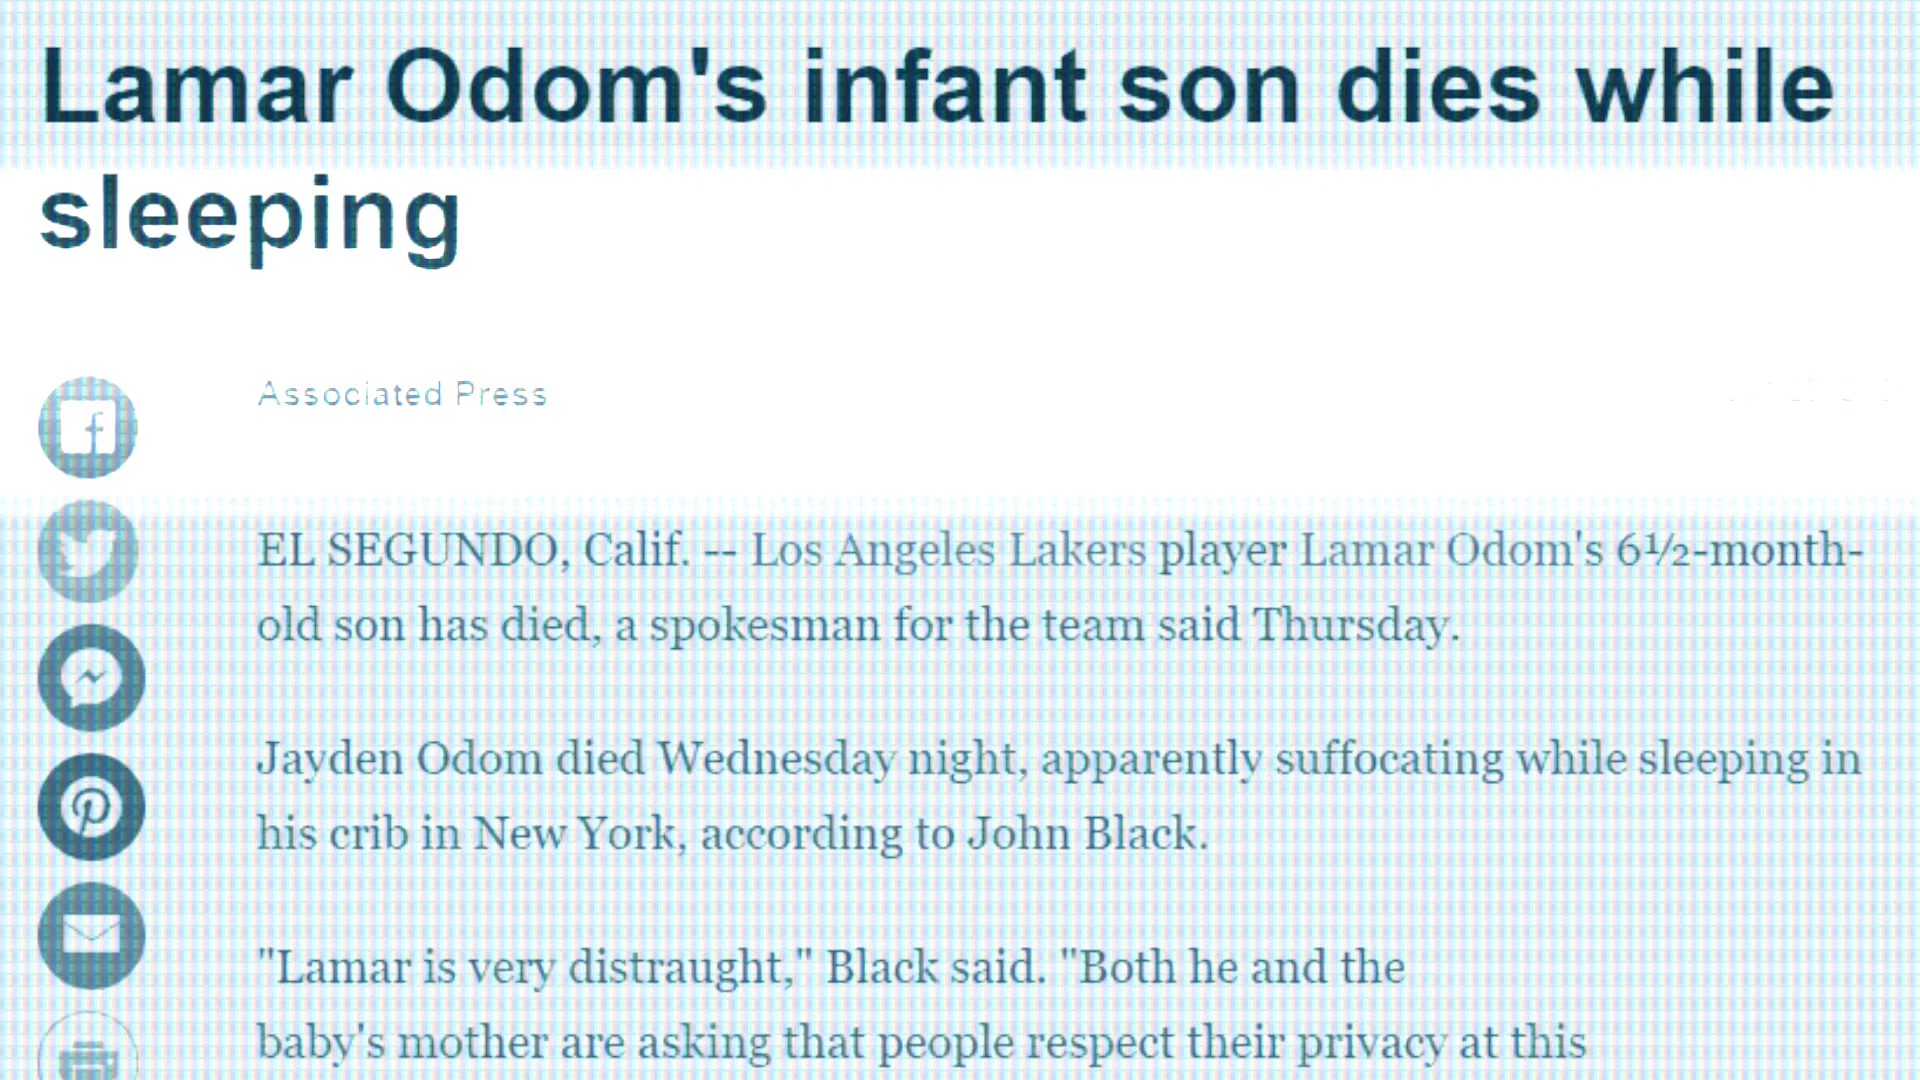 Lamar Odom's infant son dies while
sleeping
Associated Press
EL SEGUNDO, Calif. -- Los Angeles Lakers player Lamar Odom's 6½-month-
old son has died, a spokesman for the team said Thursday.
Jayden Odom died Wednesday night, apparently suffocating while sleeping in
his crib in New York, according to John Black.
"Lamar is very distraught," Black said. "Both he and the
baby's mother are asking that people respect their privacy at this